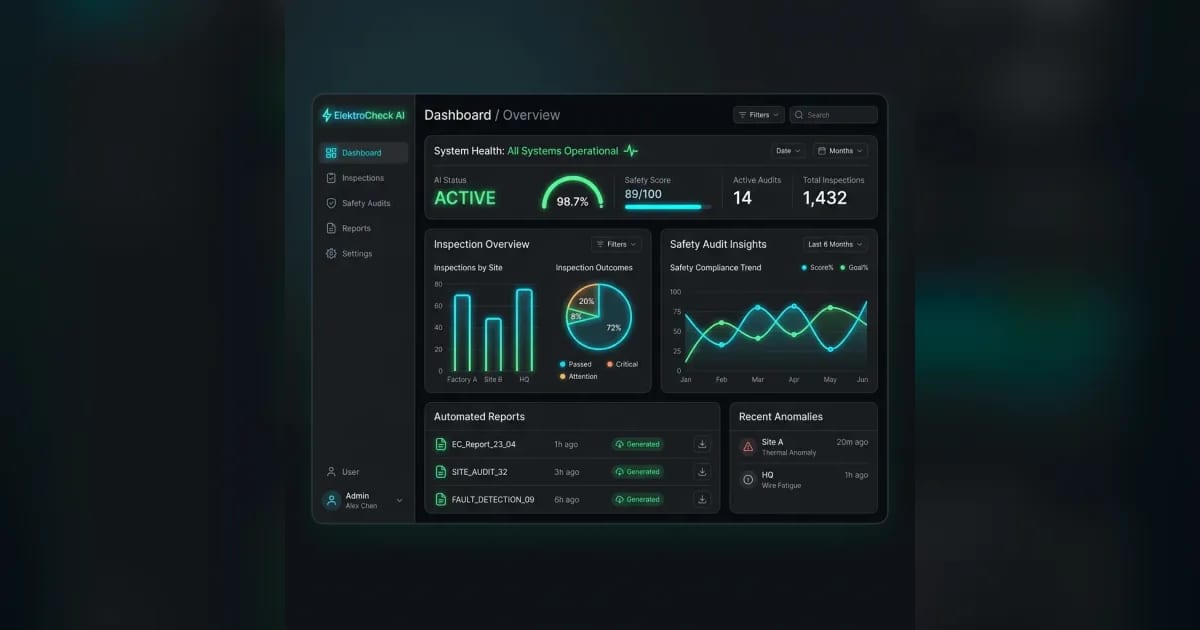 ElektroCheck AI
Dashboard
Inspections
Safety Audits
Reports
Settings
User
Admin
Alex Chen
Dashboard / Overview
Filters
Search
System Health: All Systems Operational
Date
Months
AI Status
ACTIVE
98.7%
Safety Score
89/100
Active Audits
14
Total Inspections
1,432
Inspection Overview
Filters
Inspections by Site
80
60
40
20
0
Factory A
Site B
HQ
Inspection Outcomes
20%
8%
72%
Passed
Critical
Attention
Safety Audit Insights
Last 6 Months
Safety Compliance Trend
Score%
Goal%
100
75
50
25
0
Jan
Feb
Mar
Apr
May
Jun
Automated Reports
EC_Report_23_04
1h ago
Generated
SITE_AUDIT_32
3h ago
Generated
FAULT_DETECTION_09
6h ago
Generated
Recent Anomalies
Site A
20m ago
Thermal Anomaly
HQ
1h ago
Wire Fatigue